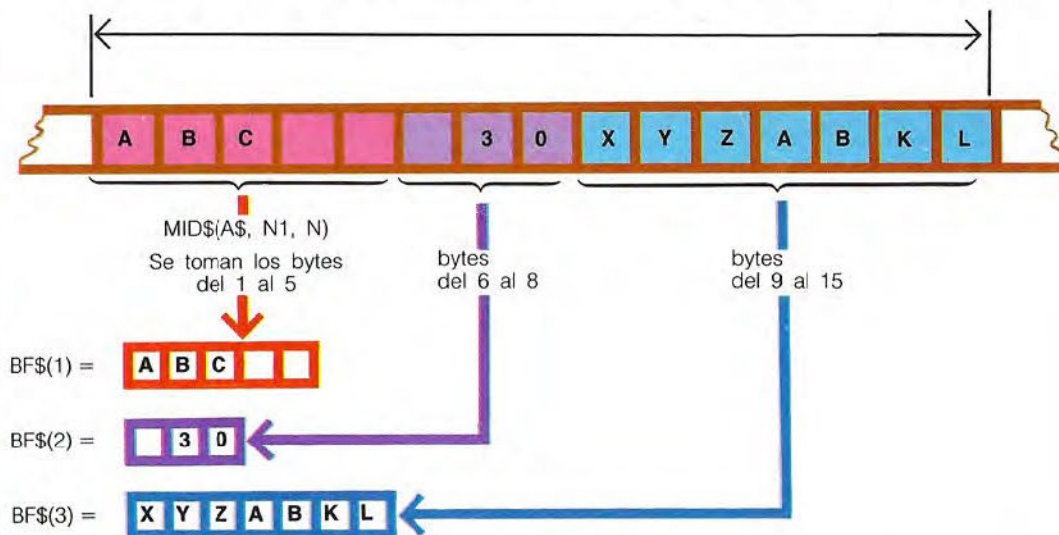 A B C 3 0 X Y Z A B K L
MID$(A$, N1, N)
Se toman los bytes
del 1 al 5
bytes
del 6 al 8
bytes
del 9 al 15
BF$(1) = A B C
BF$(2) = 3 0
BF$(3) = X Y Z A B K L